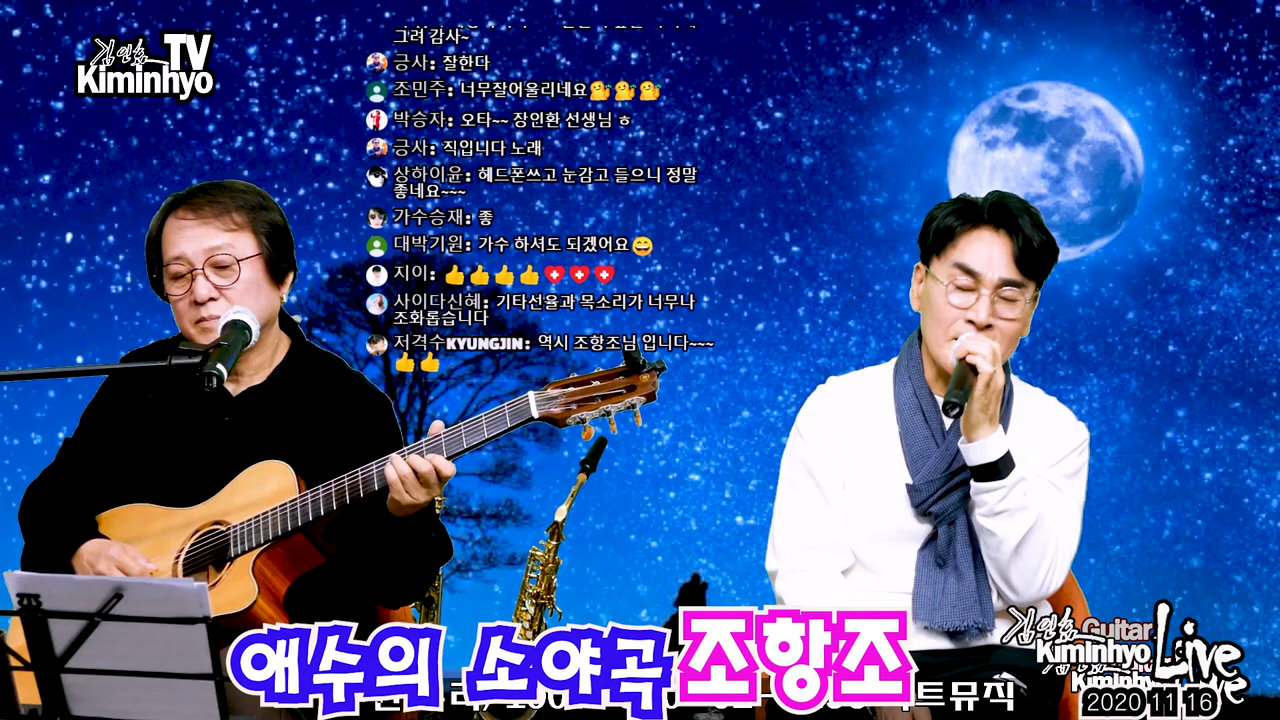 김인효 TV
Kiminhyo
그려 감사~
긍사: 잘한다
조민주: 너무잘어울리네요
박승자: 오타~~ 장인환 선생님 ㅎ
긍사: 직입니다 노래
상하이윤: 헤드폰쓰고 눈감고 들으니 정말
좋네요~~~
가수승재: 좋
대박기원: 가수 하셔도 되겠어요
지이:
사이다신혜: 기타선율과 목소리가 너무나
조화롭습니다
저격수KYUNGJIN: 역시 조항조님 입니다~~~
애수의 소야곡 조항조
트뮤직
김인효 Guitar
Kiminhyo Live
2020 11 16